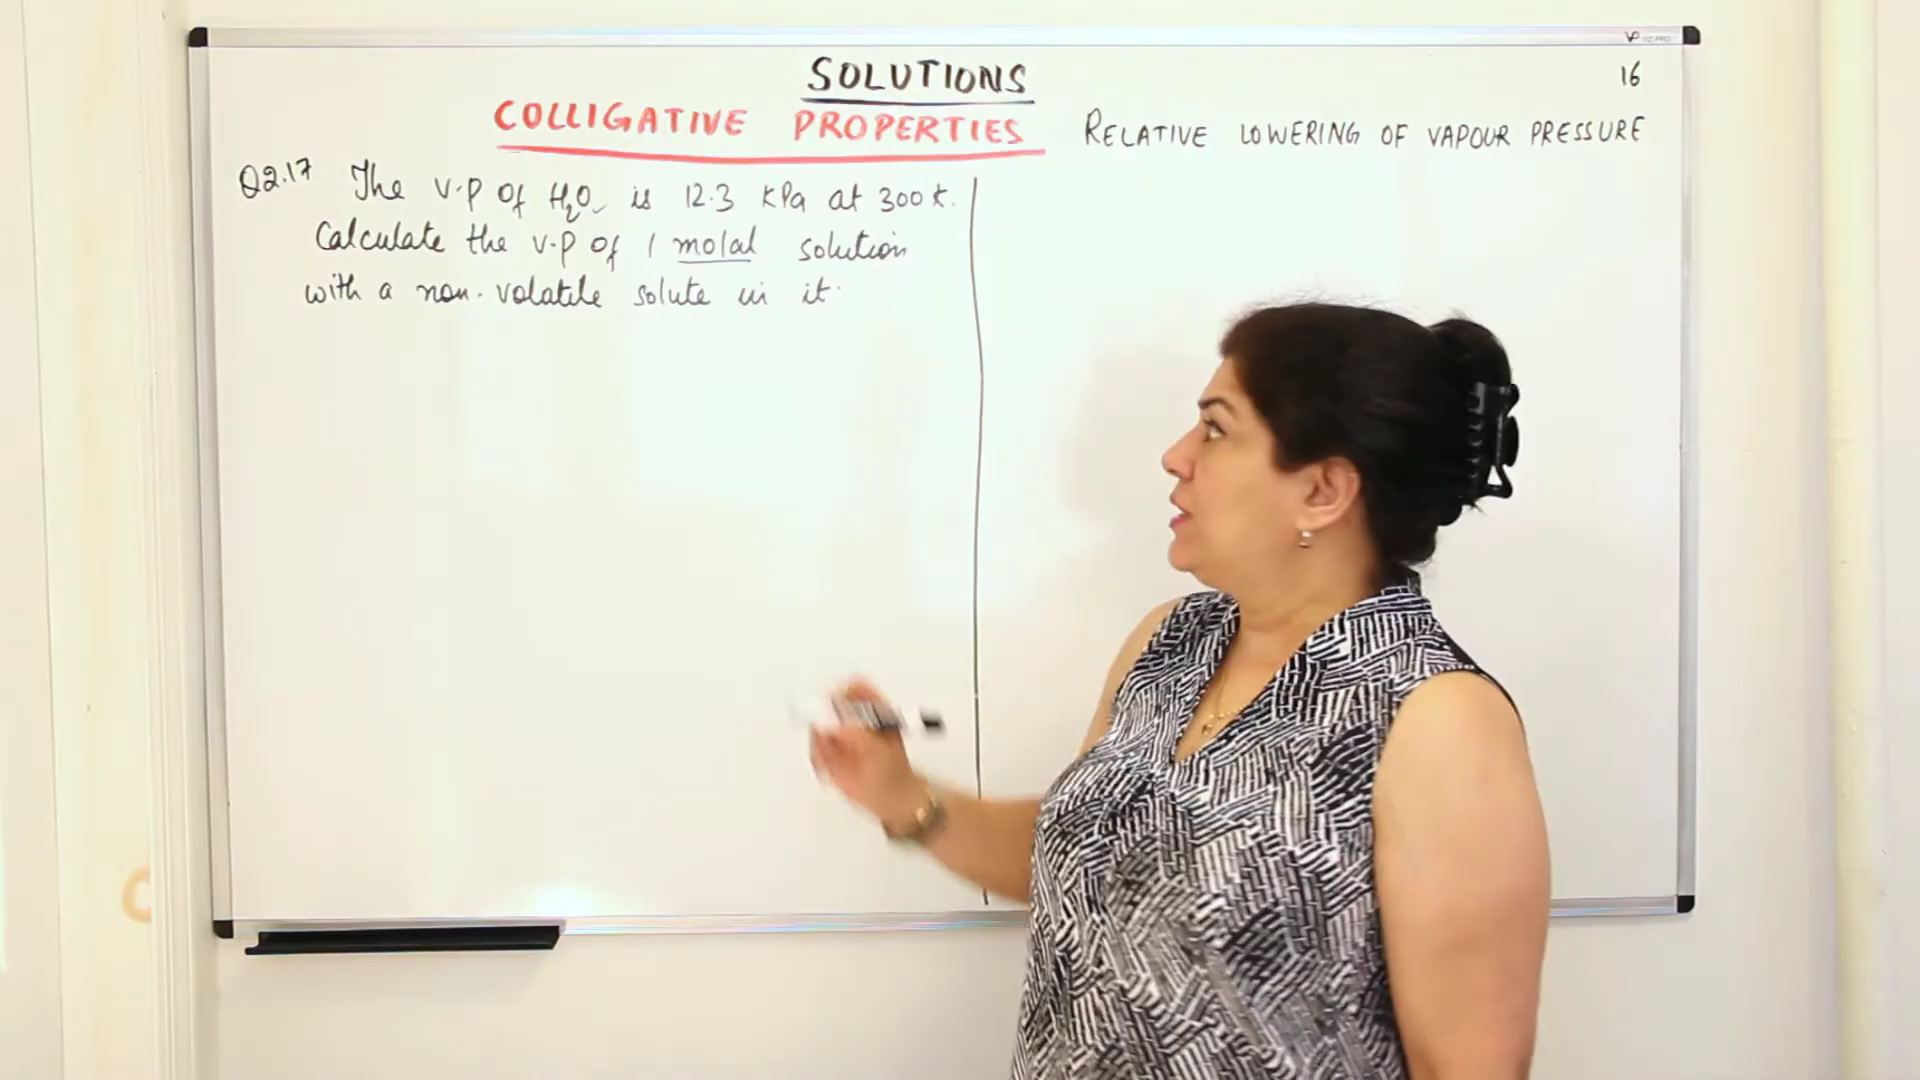 SOLUTIONS
16
COLLIGATIVE PROPERTIES RELATIVE LOWERING OF VAPOUR PRESSURE
Q2.17 The v.p of H₂O is 12.3 kPa at 300 K.
Calculate the v.p of 1 molal solution
with a non-volatile solute in it.